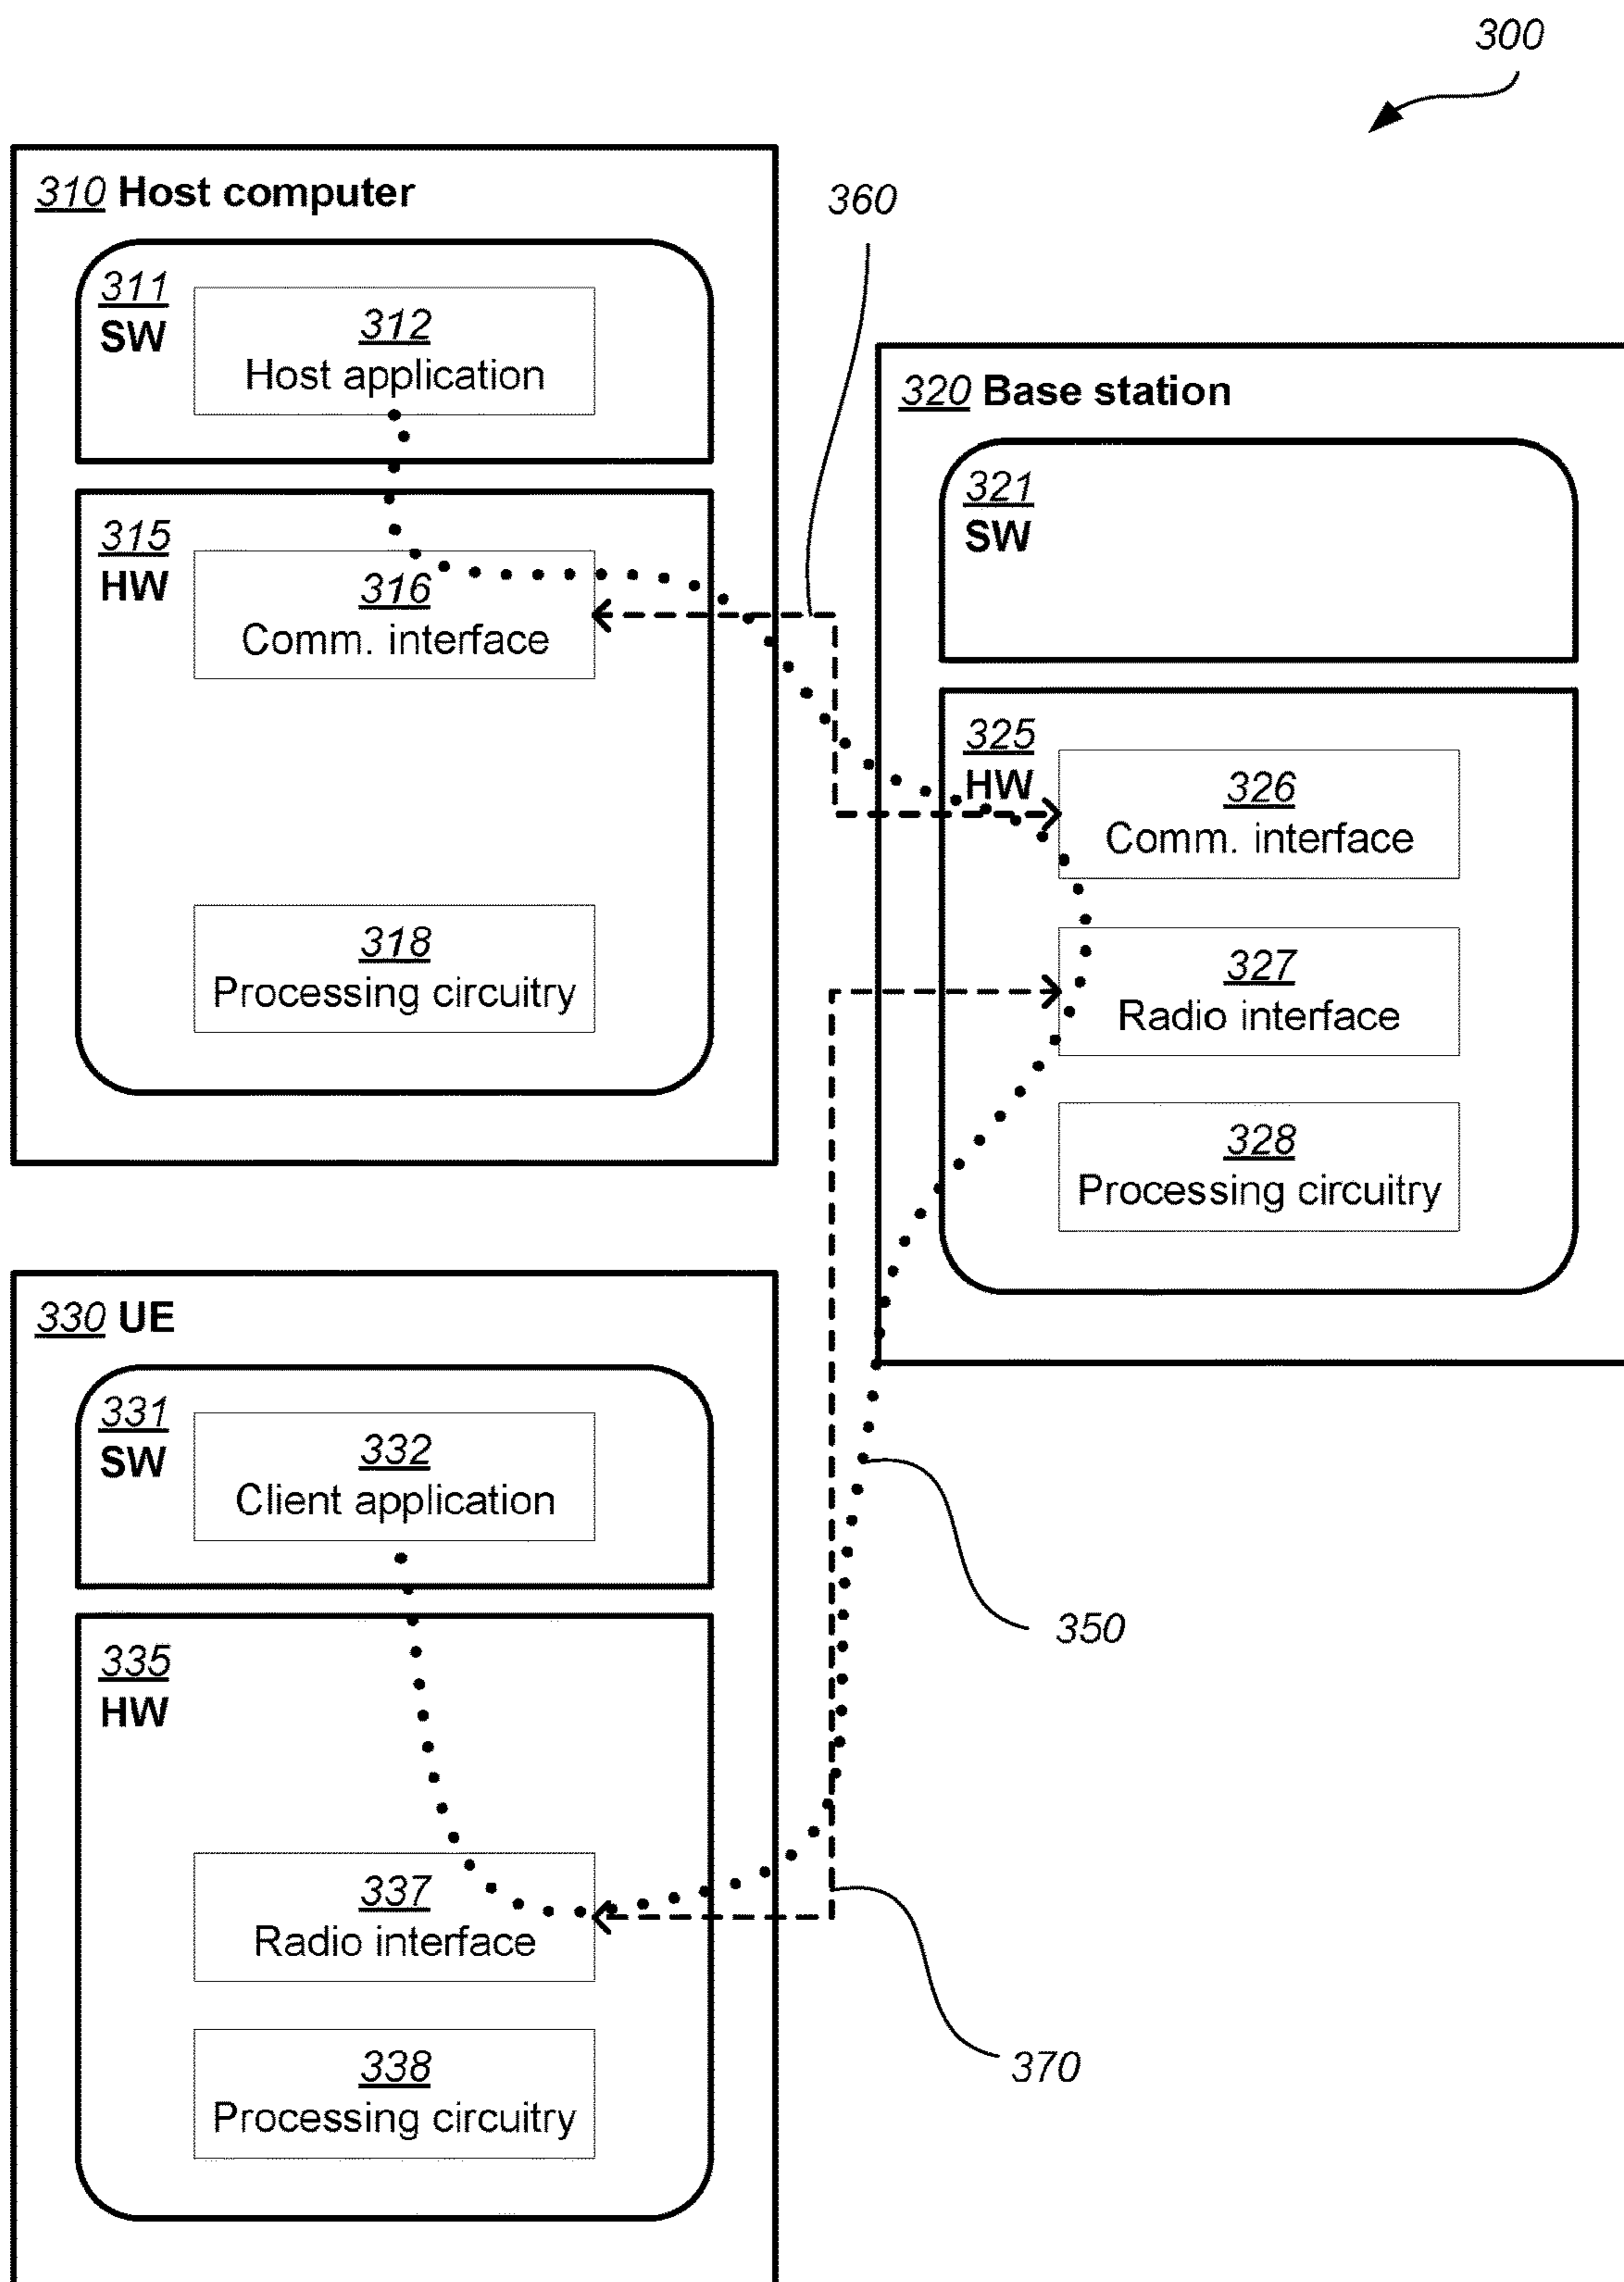 300
310 Host computer
360
311
SW
312
Host application
315
HW
316
Comm. interface
318
Processing circuitry
320 Base station
321
SW
325
HW
326
Comm. interface
327
Radio interface
328
Processing circuitry
330 UE
331
SW
332
Client application
335
HW
337
Radio interface
338
Processing circuitry
350
370